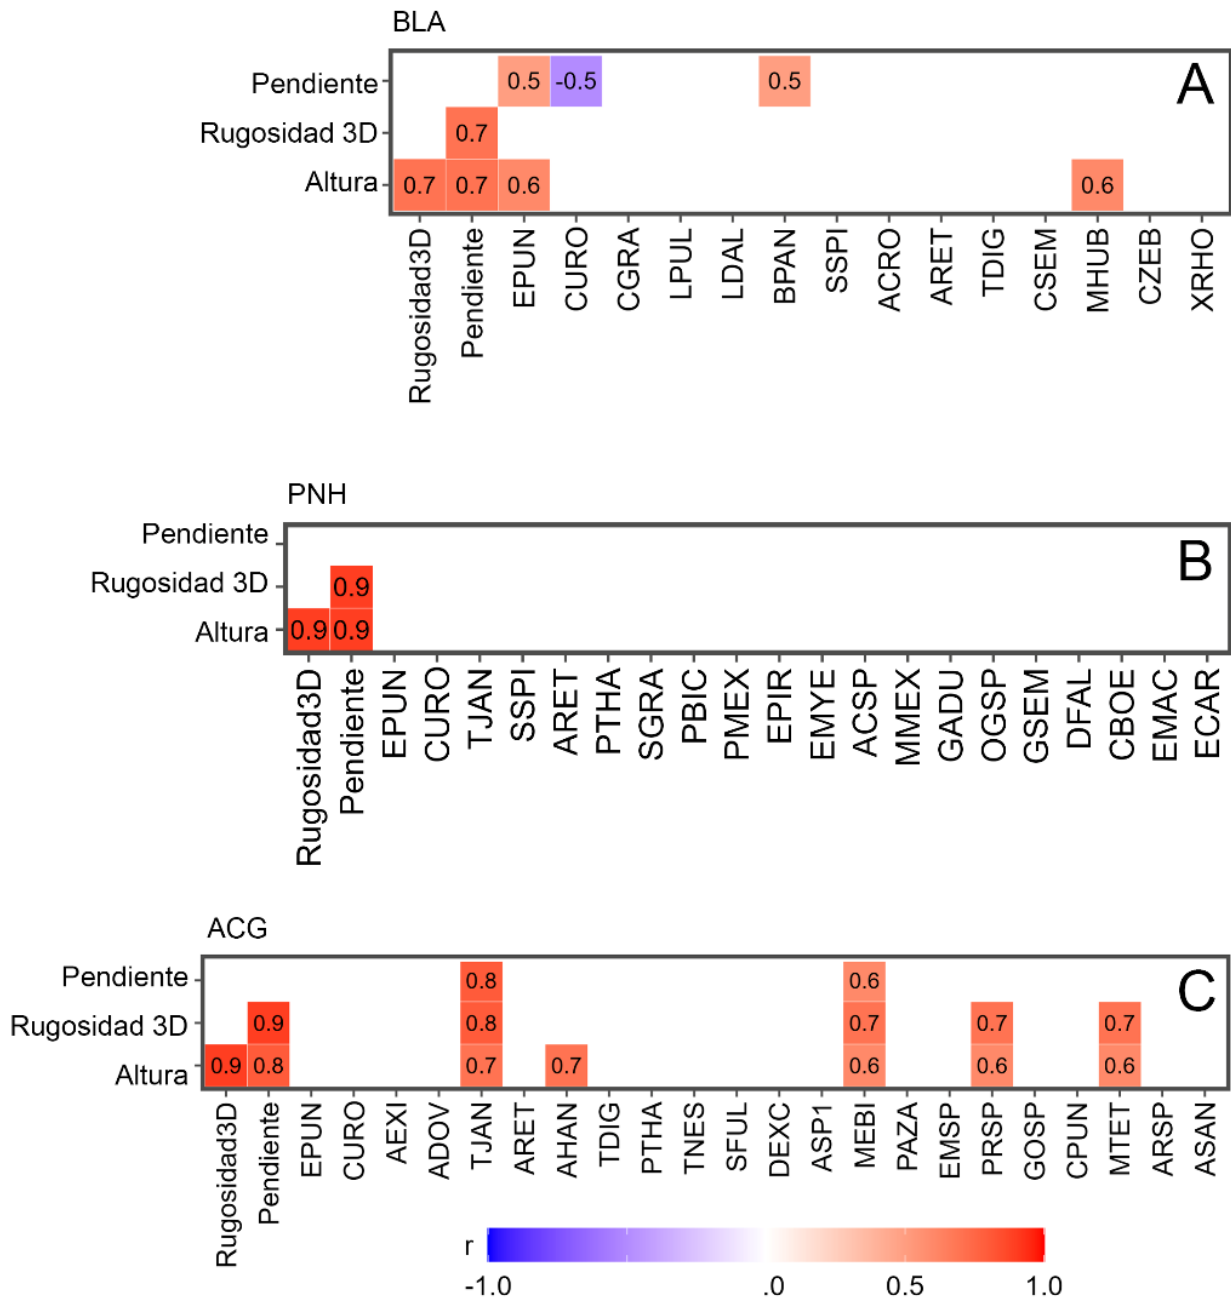 BLA
Pendiente 0.5 -0.5 0.5 A
Rugosidad 3D 0.7
Altura 0.7 0.7 0.6 0.6
Rugosidad3D Pendiente EPUN CURO CGRA LPUL LDAL BPAN SSPI ACRO ARET TDIG CSEM MHUB CZEB XRHO
PNH
Pendiente B
Rugosidad 3D 0.9
Altura 0.9 0.9
Rugosidad3D Pendiente EPUN CURO TJAN SSPI ARET PTHA SGRA PBIC PMEX EPIR EMYE ACSP MMEX GADU OGSP GSEM DFAL CBOE EMAC ECAR
ACG
Pendiente 0.8 0.6 C
Rugosidad 3D 0.9 0.8 0.7 0.7 0.7
Altura 0.9 0.8 0.7 0.7 0.6 0.6 0.6
Rugosidad3D Pendiente EPUN CURO AEXI ADOV TJAN ARET AHAN TDIG PTHA TNES SFUL DEXC ASP1 MEBI PAZA EMSP PRSP GOSP CPUN MTET ARSP ASAN
r
-1.0 .0 0.5 1.0